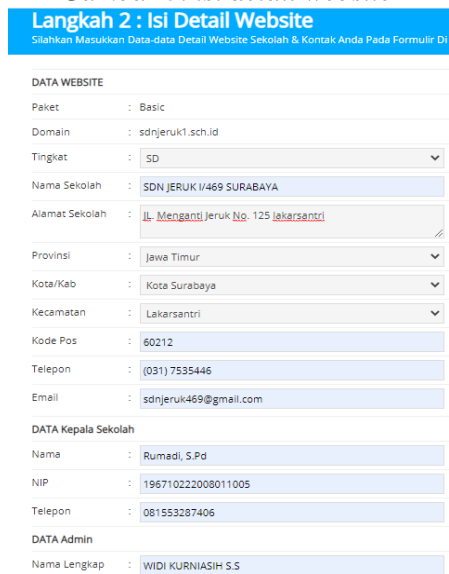 Langkah 2 : Isi Detail Website
Silahkan Masukkan Data-data Detail Website Sekolah & Kontak Anda Pada Formulir Di
DATA WEBSITE
Paket : Basic
Domain : sdnjeruk1.sch.id
Tingkat : SD
Nama Sekolah : SDN JERUK I/469 SURABAYA
Alamat Sekolah : JL. Menganti Jeruk No. 125 lakarsantri
Provinsi : Jawa Timur
Kota/Kab : Kota Surabaya
Kecamatan : Lakarsantri
Kode Pos : 60212
Telepon : (031) 7535446
Email : sdnjeruk469@gmail.com
DATA Kepala Sekolah
Nama : Rumadi, S.Pd
NIP : 196710222008011005
Telepon : 081553287406
DATA Admin
Nama Lengkap : WIDI KURNIASIH S.S